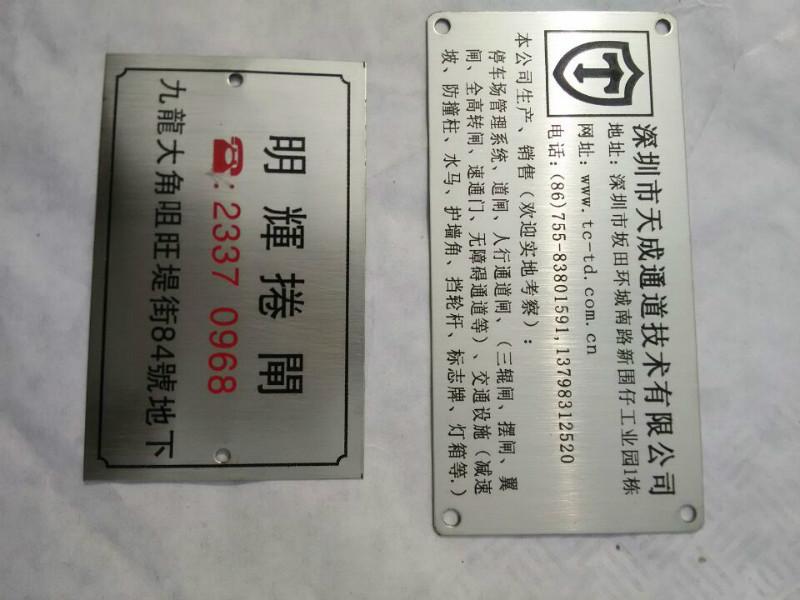 明輝捲閘
☎:2337 0968
九龍大角咀旺堤街84號地下
深圳市天成通道技术有限公司
地址：深圳市坂田环城南路新围仔工业园1栋
网址：www.tc-td.com.cn
电话:(86)755-83801591,13798312520
本公司生产、销售（欢迎实地考察）：
停车场管理系统、道闸、人行通道闸、（三辊闸、摆闸、翼
闸、全高转闸、速通门、无障碍通道等）、交通设施（减速
坡、防撞柱、水马、护墙角、挡轮杆、标志牌、灯箱等.）